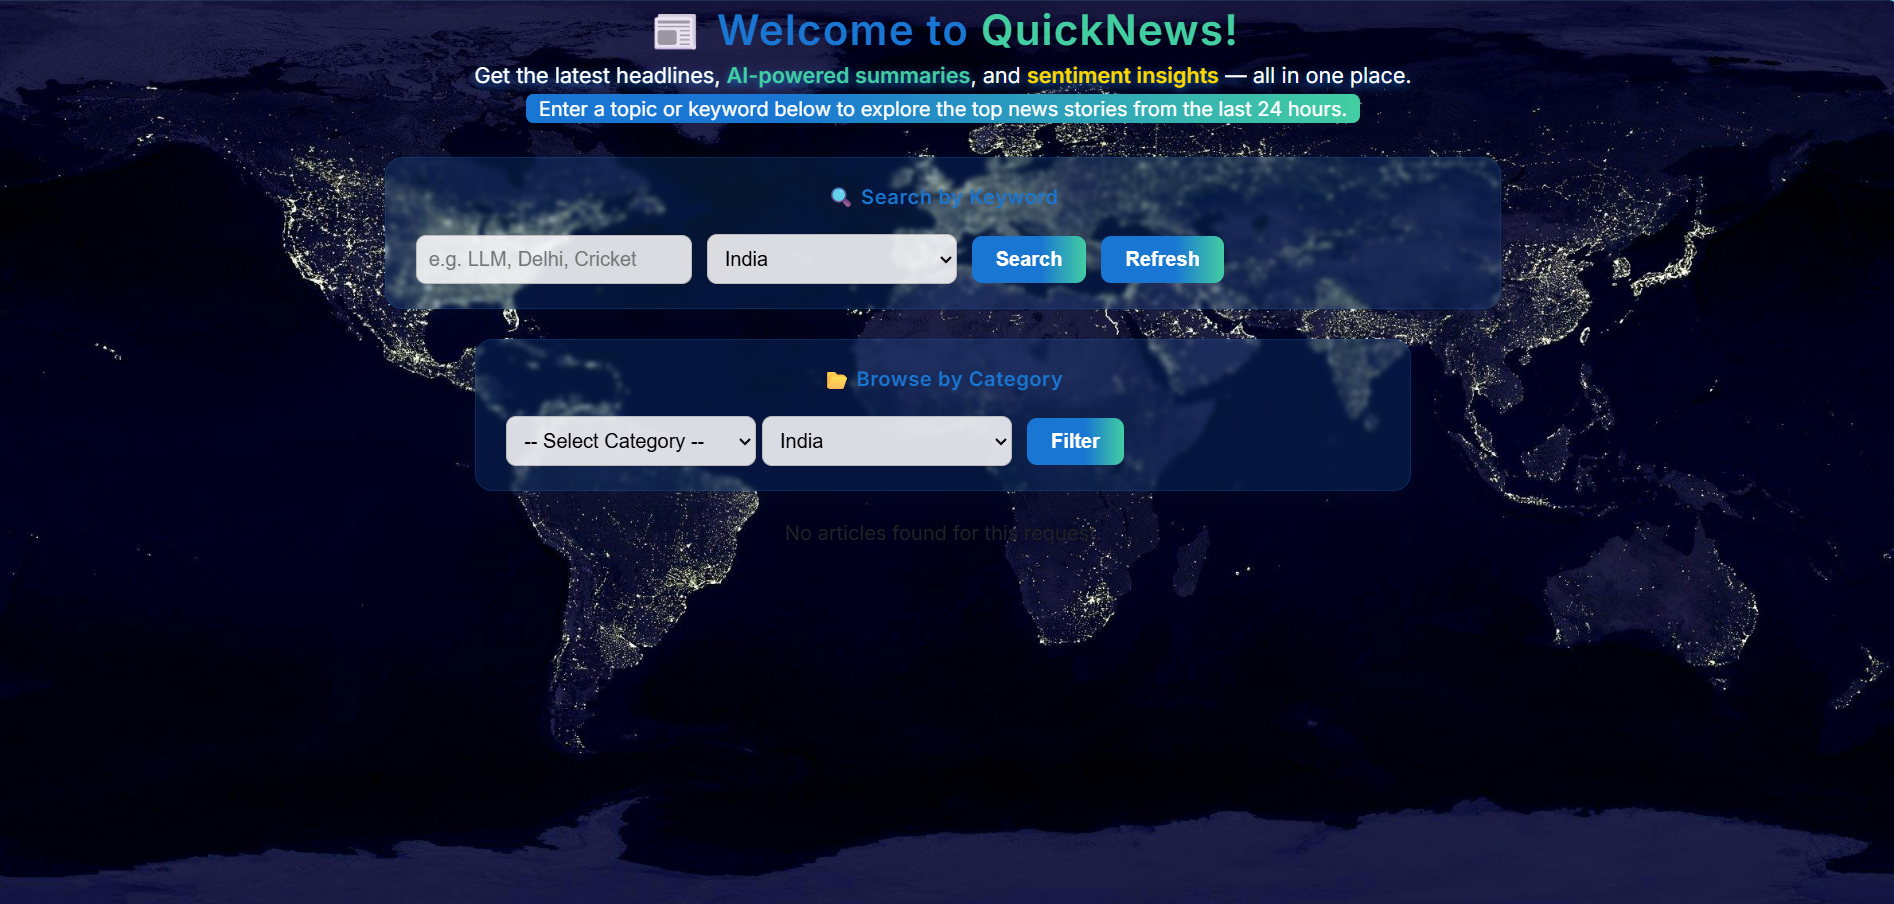 Welcome to QuickNews!
Get the latest headlines, AI-powered summaries, and sentiment insights — all in one place.
Enter a topic or keyword below to explore the top news stories from the last 24 hours.
Search by Keyword
e.g. LLM, Delhi, Cricket
India
Search
Refresh
Browse by Category
-- Select Category --
India
Filter
No articles found for this request.